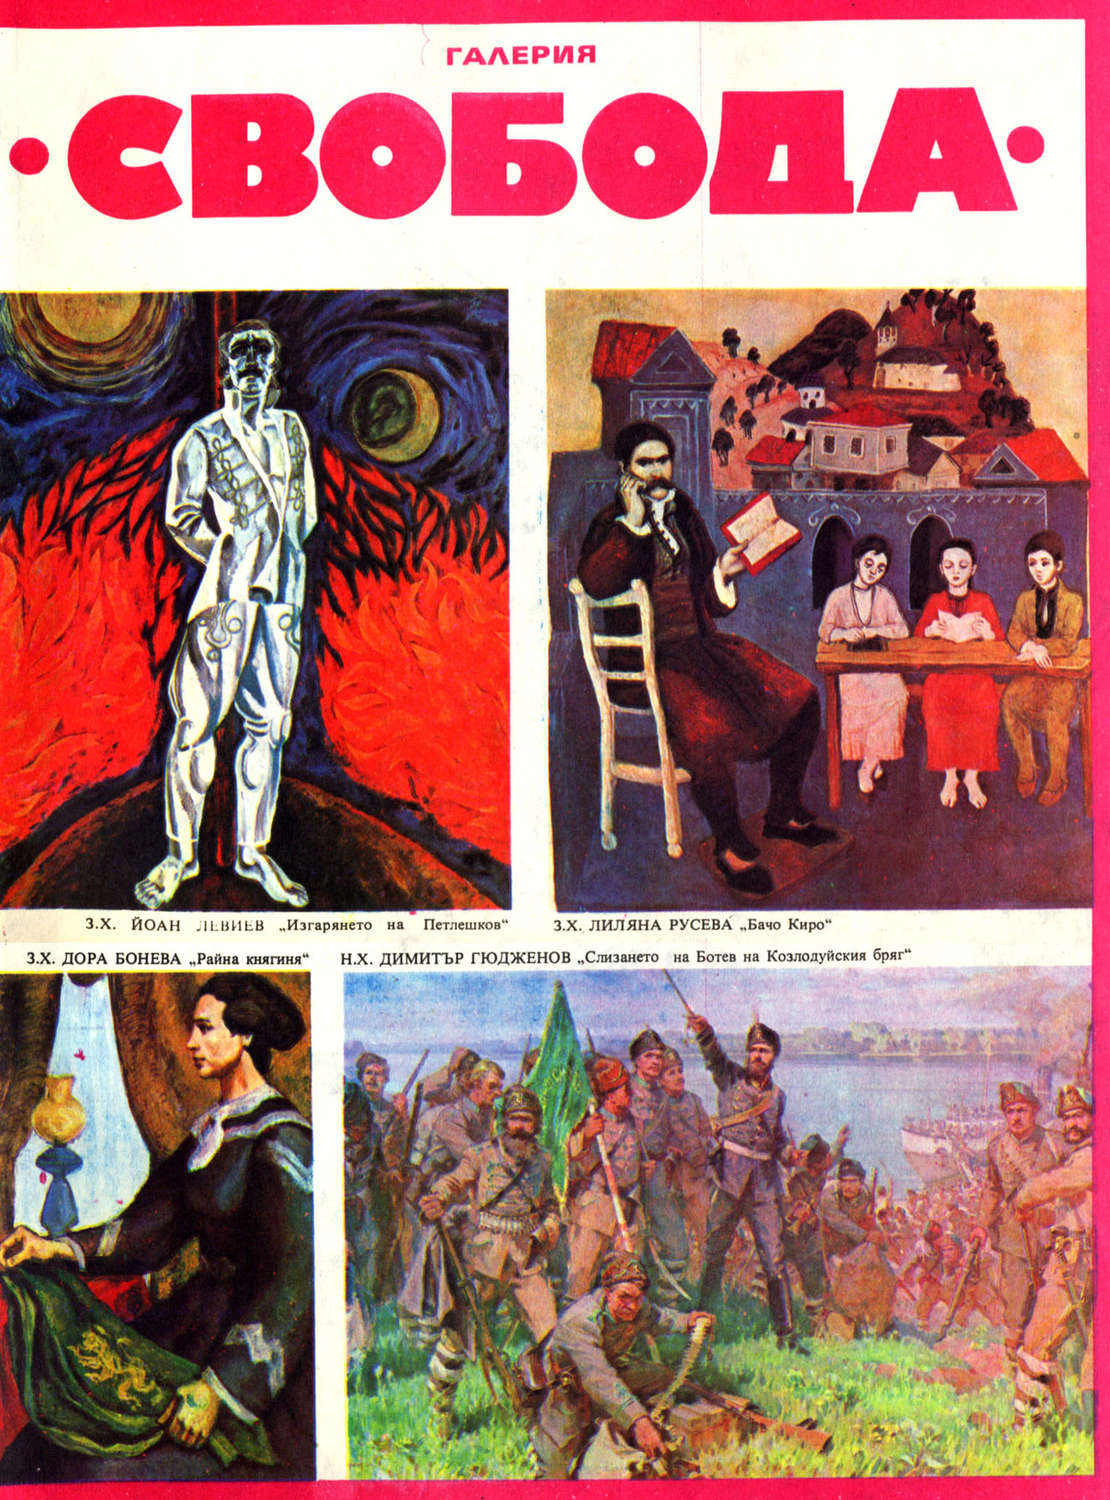 ГАЛЕРИЯ
·СВОБОДА·
З.Х. ЙОАН ЛЕВИЕВ „Изгарянето на Петлешков“
З.Х. ЛИЛЯНА РУСЕВА „Бачо Киро“
З.Х. ДОРА БОНЕВА „Райна княгиня“
Н.Х. ДИМИТЪР ГЮДЖЕНОВ „Слизането на Ботев на Козлодуйския бряг“